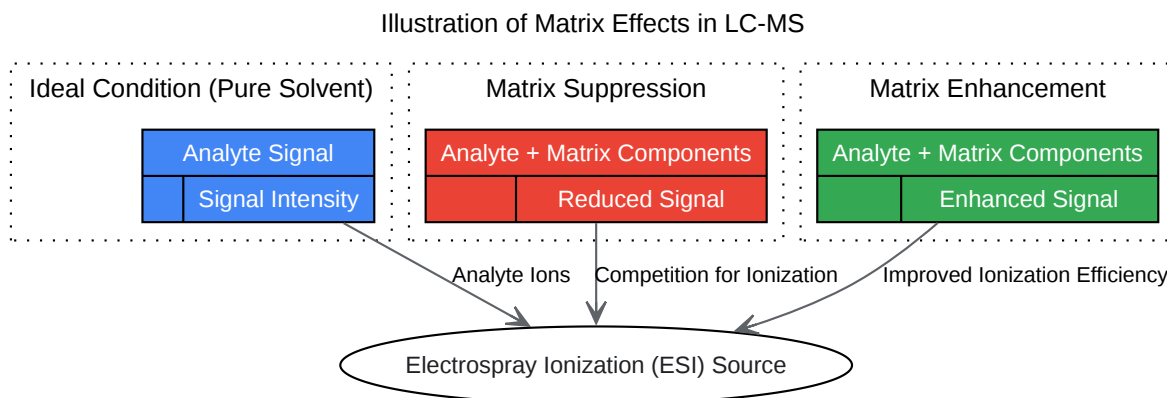 Illustration of Matrix Effects in LC-MS
Ideal Condition (Pure Solvent)
Analyte Signal
Signal Intensity
Matrix Suppression
Analyte + Matrix Components
Reduced Signal
Matrix Enhancement
Analyte + Matrix Components
Enhanced Signal
Analyte Ions
Competition for Ionization
Improved Ionization Efficiency
Electrospray Ionization (ESI) Source